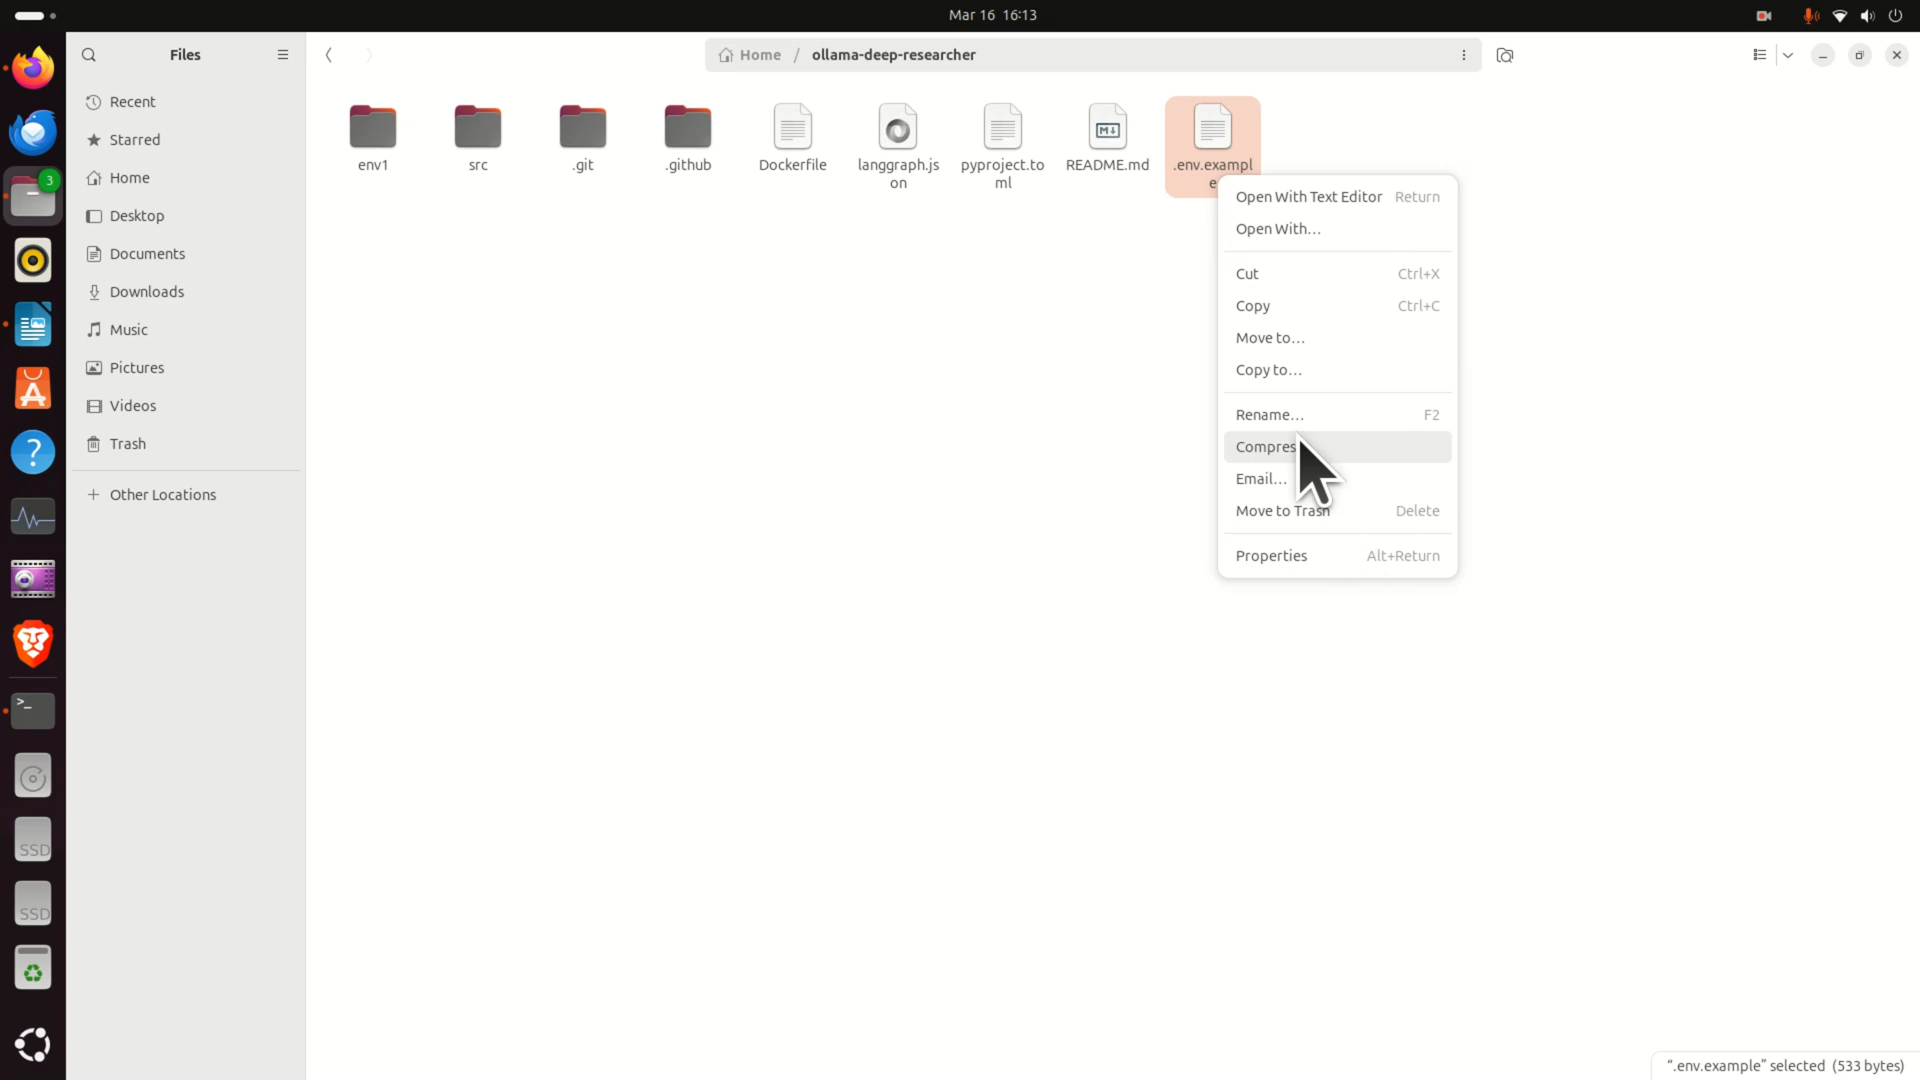 Mar 16 16:13
Files
Home / ollama-deep-researcher
3
Recent
Starred
Home
Desktop
Documents
Downloads
Music
Pictures
Videos
Trash
+ Other Locations
env1
src
.git
.github
Dockerfile
langgraph.js
on
pyproject.to
ml
README.md
.env.exampl
e
Open With Text Editor Return
Open With…
Cut Ctrl+X
Copy Ctrl+C
Move to…
Copy to…
Rename… F2
Compres
Email…
Move to Trash Delete
Properties Alt+Return
SSD
SSD
“.env.example” selected (533 bytes)